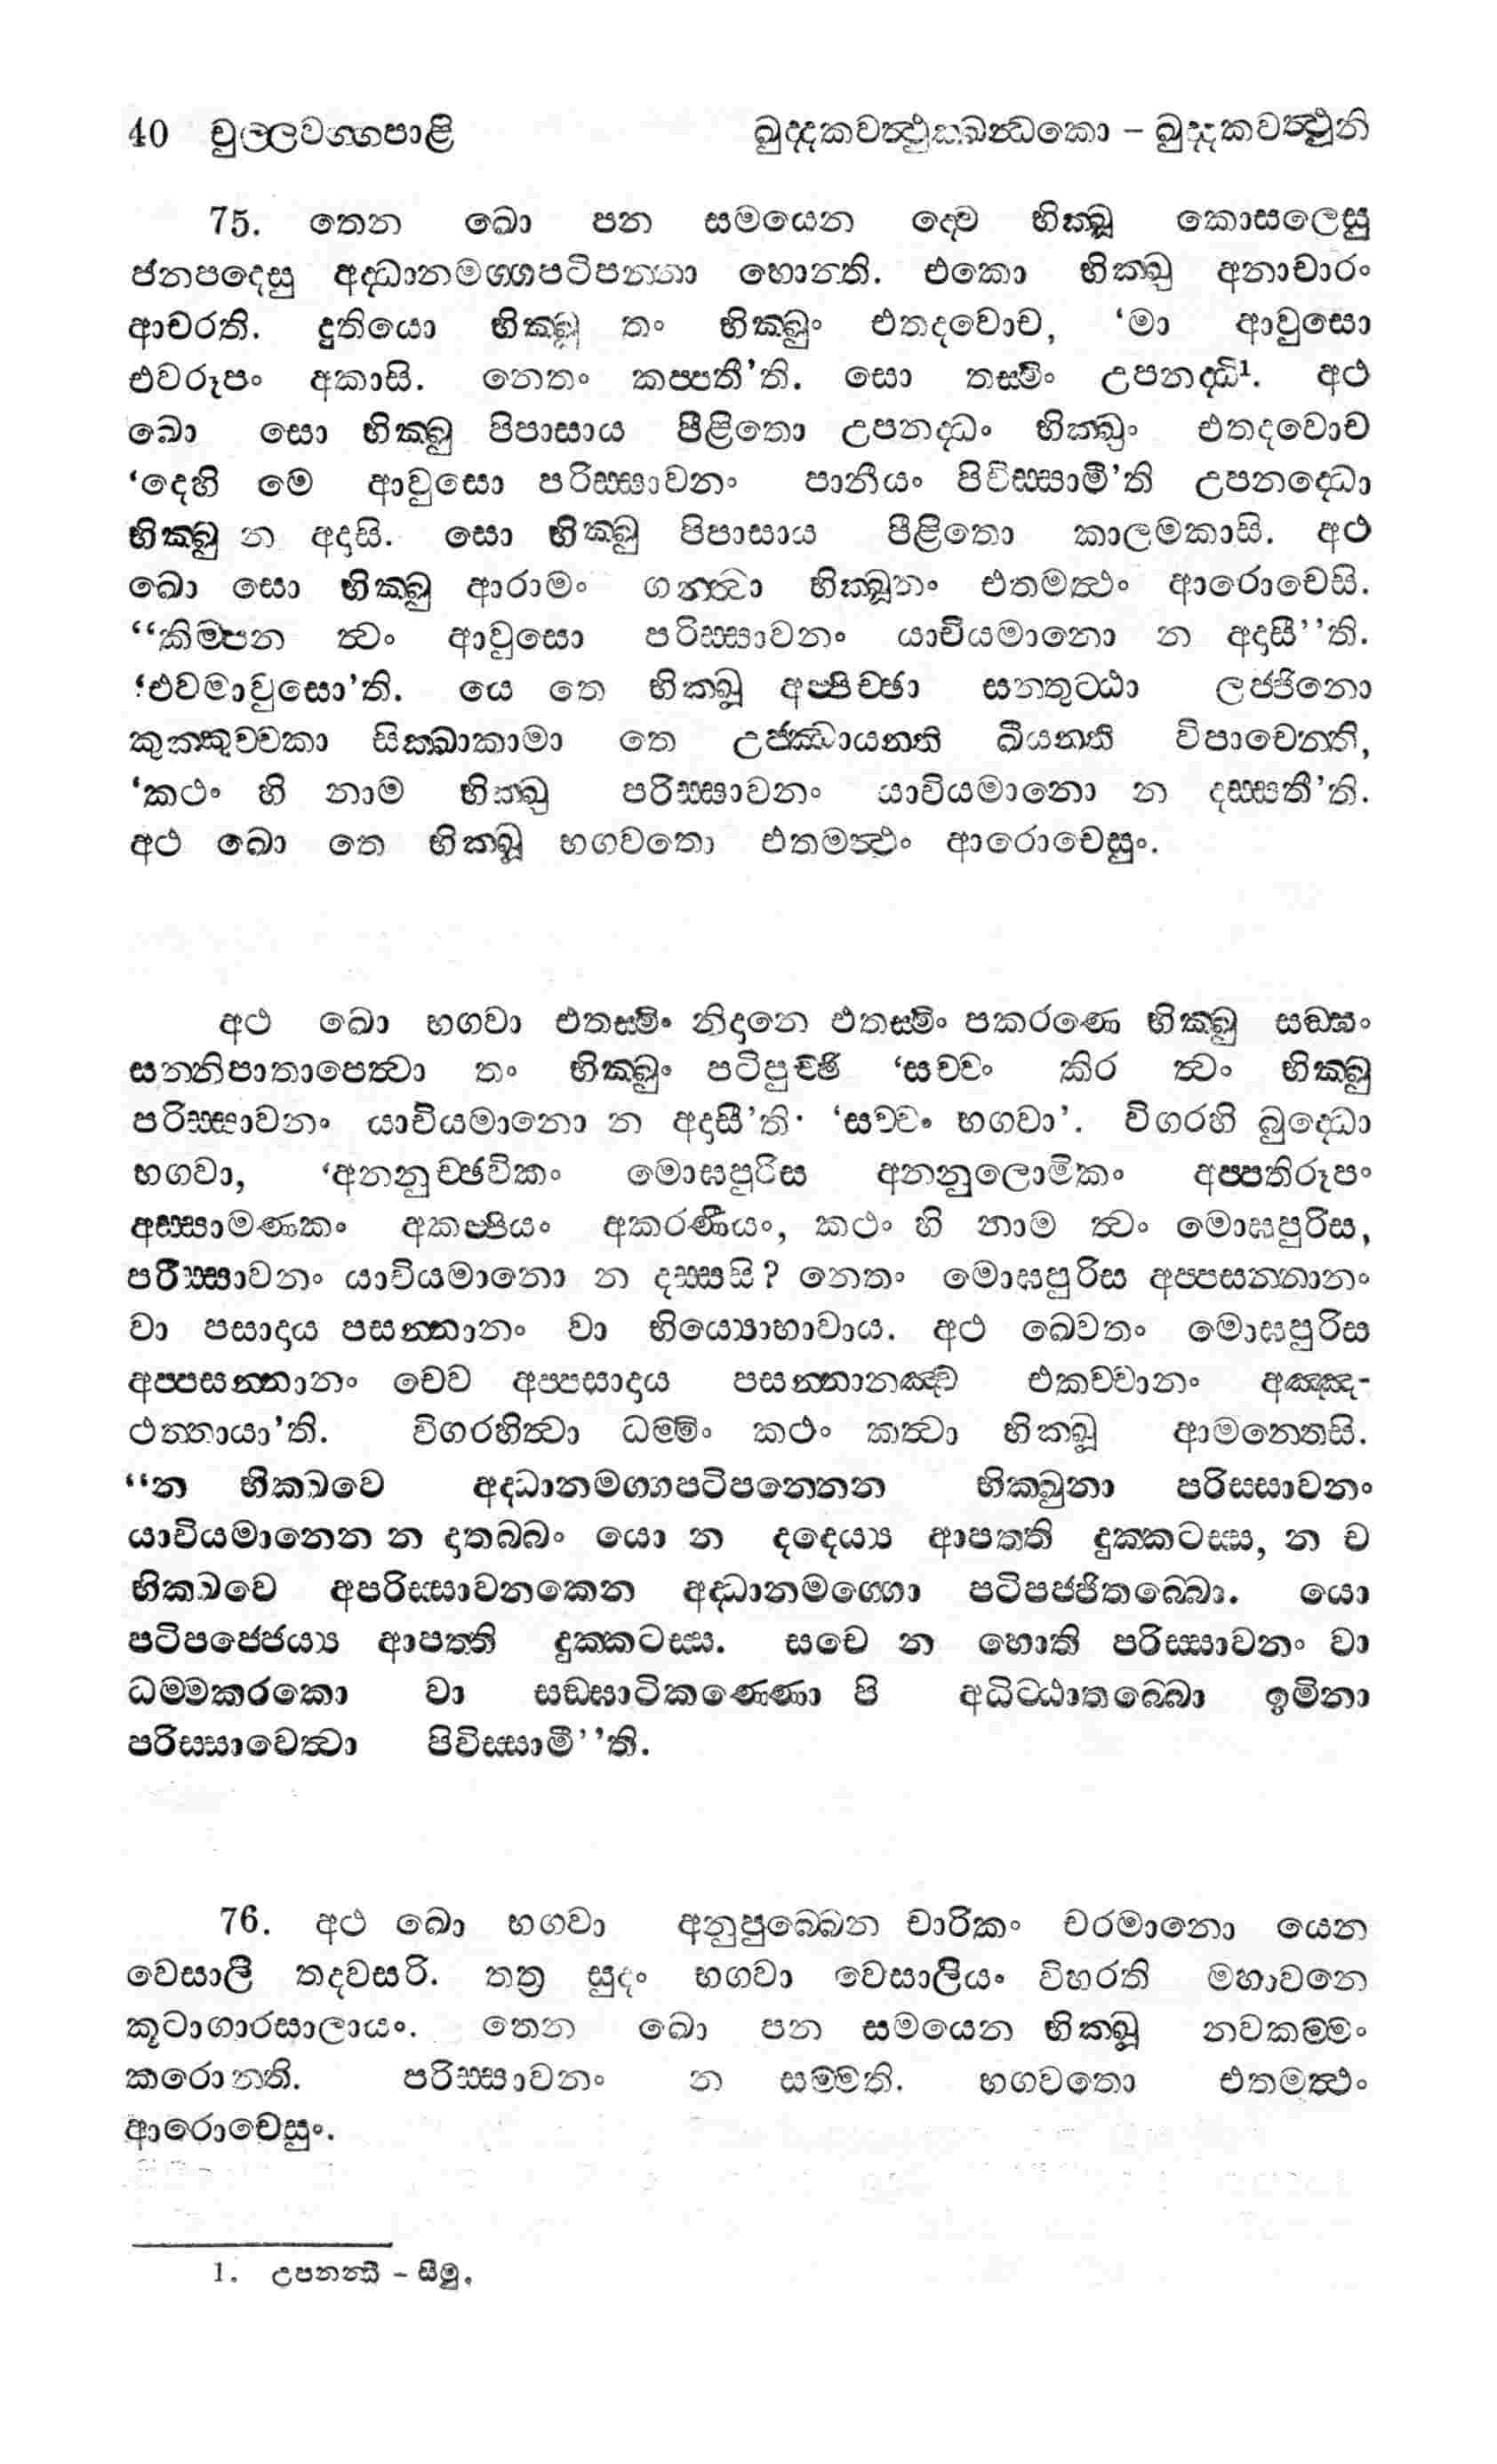 40 චුල්ලවග්ගපාළි ඛුද්දකවත්ථුක්ඛන්ධකො – ඛුද්දකවත්ථූනි
75. තෙන ඛො පන සමයෙන ද්වෙ භික්ඛූ කොසලෙසු
ජනපදෙසු අද්ධානමග්ගපටිපන්නා හොන්ති. එකො භික්ඛු අනාචාරං
ආචරති. දුතියො භික්ඛූ තං භික්ඛුං එතදවොච, ‘මා ආවුසො
එවරූපං අකාසි. නෙතං කප්පතී’ති. සො තස්මිං උපනද්ධි¹. අථ
ඛො සො භික්ඛු පිපාසාය පීළිතො උපනද්ධං භික්ඛුං එතදවොච
‘දෙහි මෙ ආවුසො පරිස්සාවනං පානීයං පිවිස්සාමී’ති උපනද්ධො
භික්ඛු න අදාසි. සො භික්ඛු පිපාසාය පීළිතො කාලමකාසි. අථ
ඛො සො භික්ඛු ආරාමං ගන්ත්වා භික්ඛූනං එතමත්ථං ආරොචෙසි.
“කිම්පන ත්වං ආවුසො පරිස්සාවනං යාචියමානො න අදාසී”ති.
‘එවමාවුසො’ති. යෙ තෙ භික්ඛූ අප්පිච්ඡා සන්තුට්ඨා ලජ්ජිනො
කුක්කුච්චකා සික්ඛාකාමා තෙ උජ්ඣායන්ති ඛීයන්ති විපාචෙන්ති,
‘කථං හි නාම භික්ඛු පරිස්සාවනං යාචියමානො න දස්සතී’ති.
අථ ඛො තෙ භික්ඛූ භගවතො එතමත්ථං ආරොචෙසුං.
අථ ඛො භගවා එතස්මිං නිදානෙ එතස්මිං පකරණෙ භික්ඛු සඞ්ඝං
සන්නිපාතාපෙත්වා තං භික්ඛුං පටිපුච්ඡි ‘සච්චං කිර ත්වං භික්ඛු
පරිස්සාවනං යාචියමානො න අදාසී’ති. ‘සච්චං භගවා’. විගරහි බුද්ධො
භගවා, ‘අනනුච්ඡවිකං මොඝපුරිස අනනුලොමිකං අප්පතිරූපං
අස්සාමණකං අකප්පියං අකරණීයං, කථං හි නාම ත්වං මොඝපුරිස,
පරිස්සාවනං යාචියමානො න දස්සසි? නෙතං මොඝපුරිස අප්පසන්නානං
වා පසාදාය පසන්නානං වා භිය්‍යොභාවාය. අථ ඛෙවතං මොඝපුරිස
අප්පසන්නානං චෙව අප්පසාදාය පසන්නානඤ්ච එකච්චානං අඤ්ඤ-
ථත්තායා’ති. විගරහිත්වා ධම්මිං කථං කත්වා භික්ඛූ ආමන්තෙසි.
“න භික්ඛවෙ අද්ධානමග්ගපටිපන්නෙන භික්ඛුනා පරිස්සාවනං
යාචියමානෙන න දාතබ්බං යො න දදෙය්‍ය ආපත්ති දුක්කටස්ස, න ච
භික්ඛවෙ අපරිස්සාවනකෙන අද්ධානමග්ගො පටිපජ්ජිතබ්බො. යො
පටිපජ්ජෙය්‍ය ආපත්ති දුක්කටස්ස. සචෙ න හොති පරිස්සාවනං වා
ධම්මකරකො වා සඞ්ඝාටිකණ්ණො පි අධිට්ඨාතබ්බො ඉමිනා
පරිස්සාවෙත්වා පිවිස්සාමී”ති.
76. අථ ඛො භගවා අනුපුබ්බෙන චාරිකං චරමානො යෙන
වෙසාලී තදවසරි. තත්‍ර සුදං භගවා වෙසාලියං විහරති මහාවනෙ
කූටාගාරසාලායං. තෙන ඛො පන සමයෙන භික්ඛූ නවකම්මං
කරොන්ති. පරිස්සාවනං න සම්මති. භගවතො එතමත්ථං
ආරොචෙසුං.
1. උපනන්ධි – සීමු.